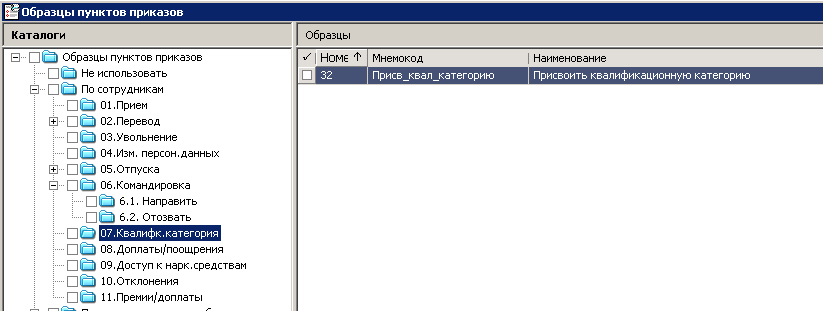 Образцы пунктов приказов
Каталоги
Образцы пунктов приказов
Не использовать
По сотрудникам
01.Прием
02.Перевод
03.Увольнение
04.Изм. персон.данных
05.Отпуска
06.Командировка
6.1. Направить
6.2. Отозвать
07.Квалифк.категория
08.Доплаты/поощрения
09.Доступ к нарк.средствам
10.Отклонения
11.Премии/доплаты
Образцы
Номе Мнемокод Наименование
32 Присв_квал_категорию Присвоить квалификационную категорию